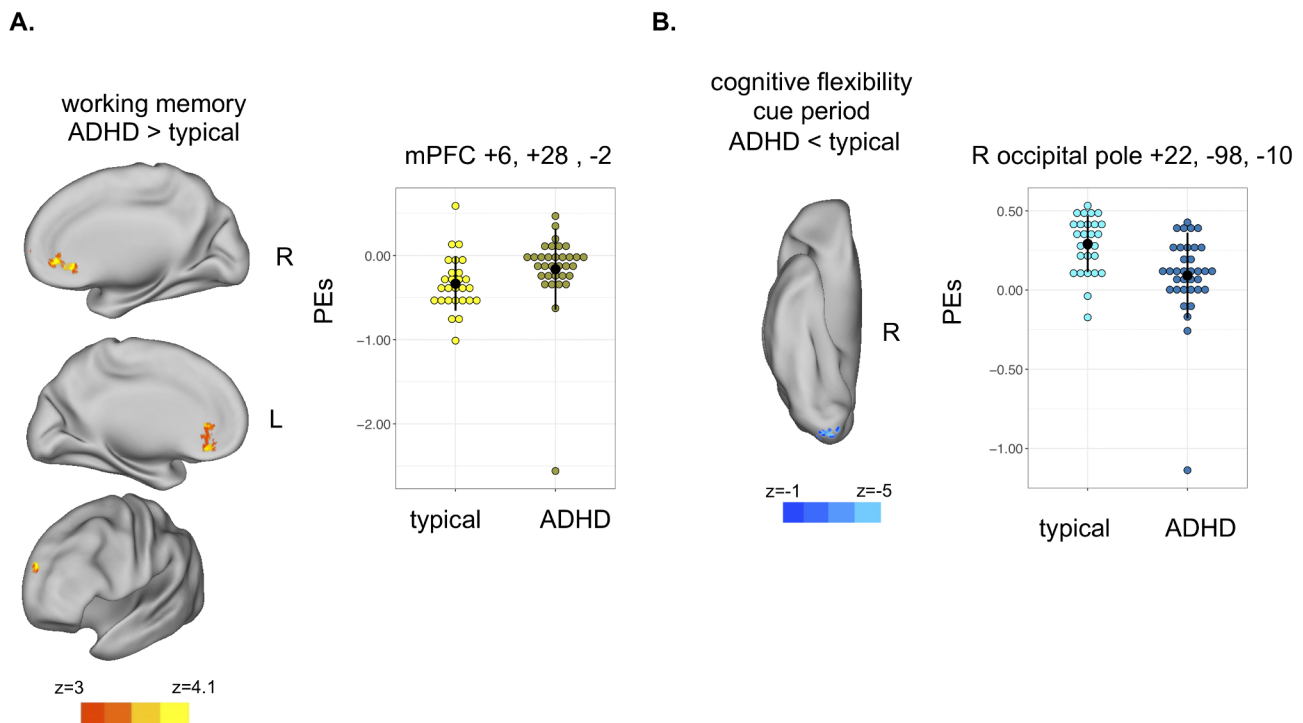 A.
working memory
ADHD > typical
R
L
z=3 z=4.1
mPFC +6, +28 , -2
PEs
0.00
−1.00
−2.00
typical ADHD
B.
cognitive flexibility
cue period
ADHD < typical
R
z=-1 z=-5
R occipital pole +22, -98, -10
PEs
0.50
0.00
−0.50
−1.00
typical ADHD